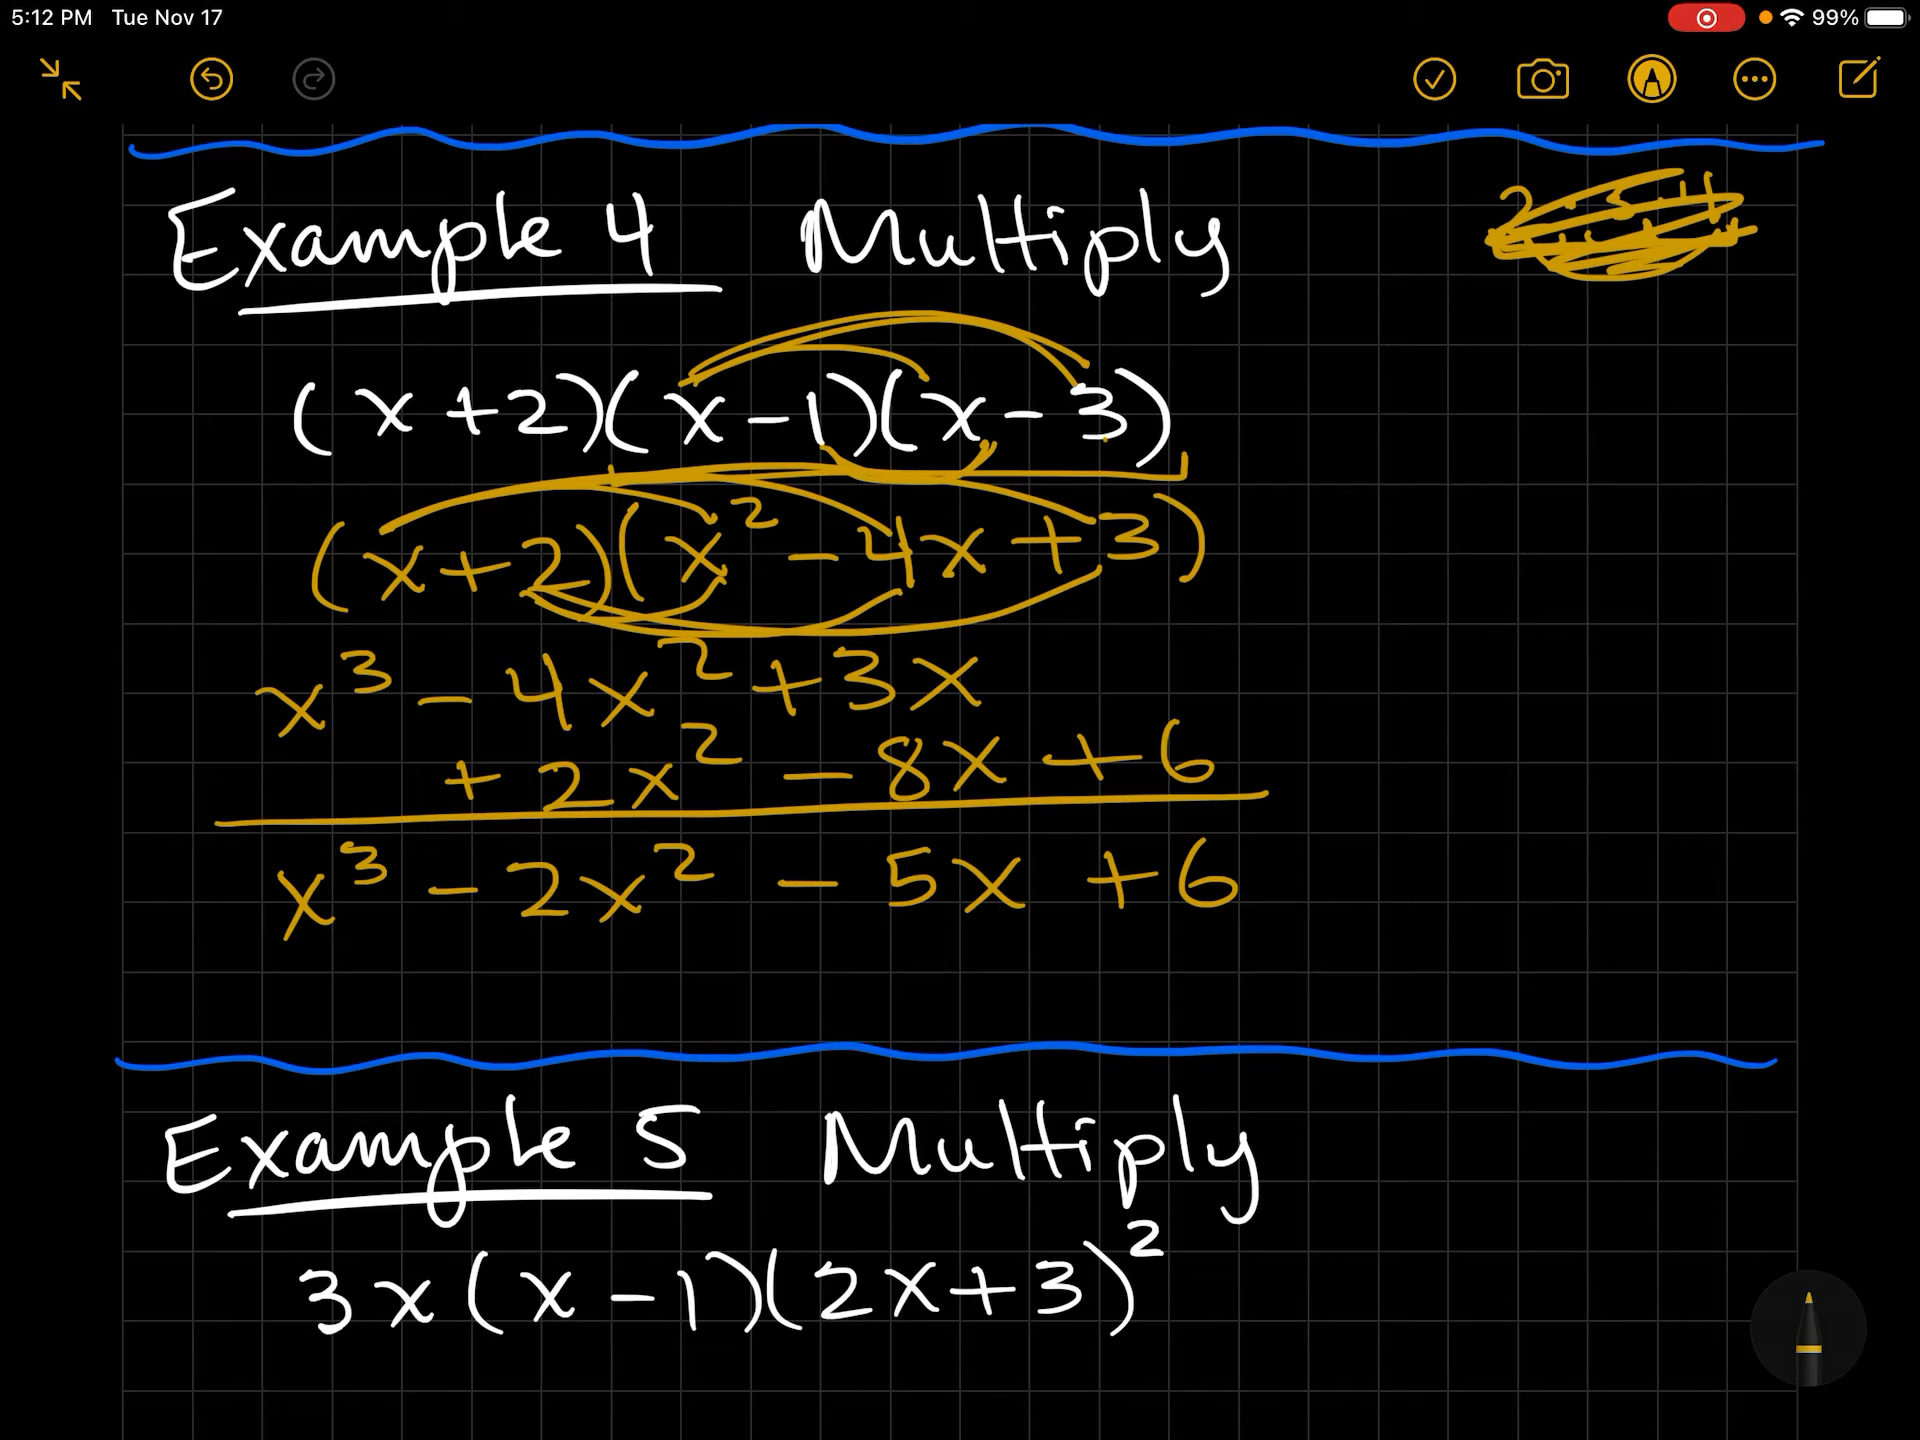 5:12 PM Tue Nov 17 99%
Example 4 Multiply
(x+2)(x-1)(x-3)
(x+2)(x²-4x+3)
x³-4x²+3x
+2x²-8x+6
x³-2x²-5x+6
Example 5 Multiply
3x(x-1)(2x+3)²